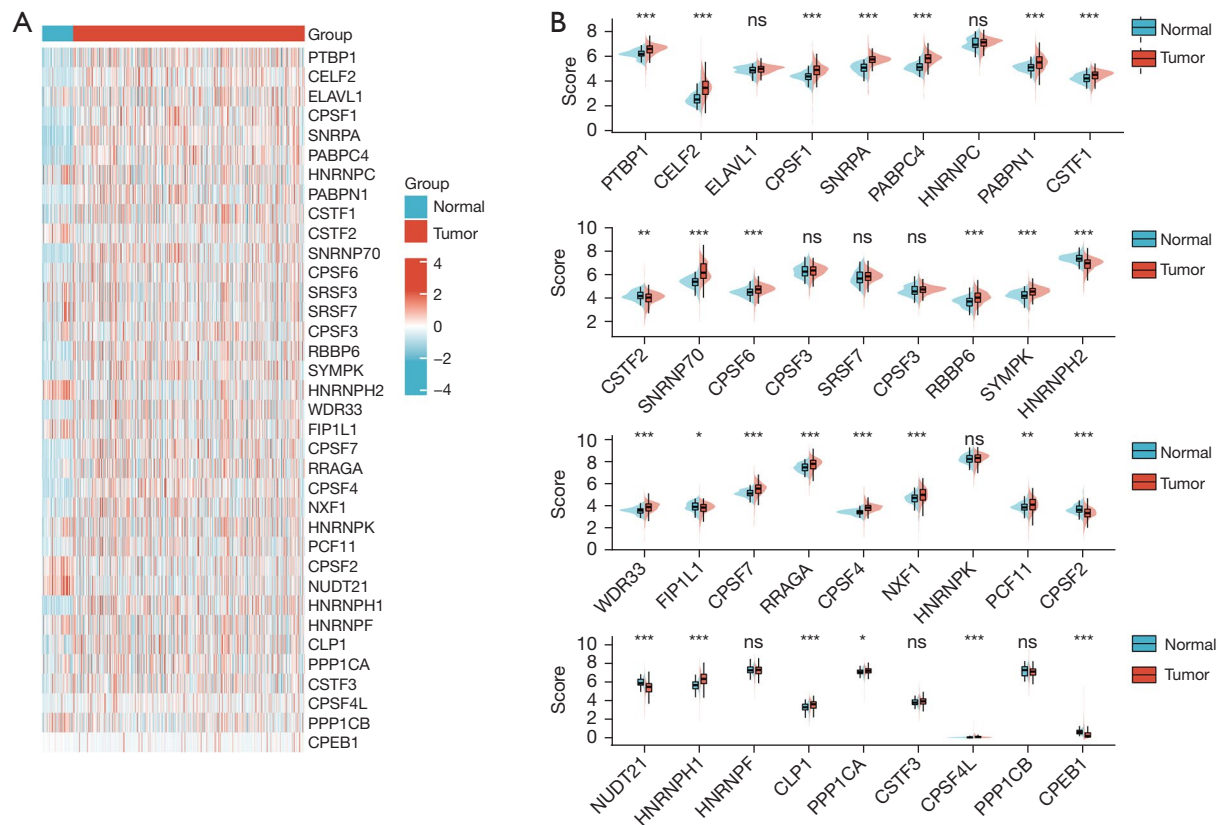 A
Group
PTBP1
CELF2
ELAVL1
CPSF1
SNRPA
PABPC4
HNRNPC
PABPN1
CSTF1
CSTF2
SNRNP70
CPSF6
SRSF3
SRSF7
CPSF3
RBBP6
SYMPK
HNRNPH2
WDR33
FIP1L1
CPSF7
RRAGA
CPSF4
NXF1
HNRNPK
PCF11
CPSF2
NUDT21
HNRNPH1
HNRNPF
CLP1
PPP1CA
CSTF3
CPSF4L
PPP1CB
CPEB1
Group
Normal
Tumor
4
2
0
−2
−4
B
*** *** ns *** *** *** ns *** ***
8
6
4
2
0
Score
PTBP1 CELF2 ELAVL1 CPSF1 SNRPA PABPC4 HNRNPC PABPN1 CSTF1
Normal
Tumor
** *** *** ns ns ns *** *** ***
10
8
6
4
2
Score
CSTF2 SNRNP70 CPSF6 CPSF3 SRSF7 CPSF3 RBBP6 SYMPK HNRNPH2
Normal
Tumor
*** * *** *** *** *** ns ** ***
10
8
6
4
2
0
Score
WDR33 FIP1L1 CPSF7 RRAGA CPSF4 NXF1 HNRNPK PCF11 CPSF2
Normal
Tumor
*** *** ns *** * ns *** ns ***
10
8
6
4
2
0
Score
NUDT21 HNRNPH1 HNRNPF CLP1 PPP1CA CSTF3 CPSF4L PPP1CB CPEB1
Normal
Tumor